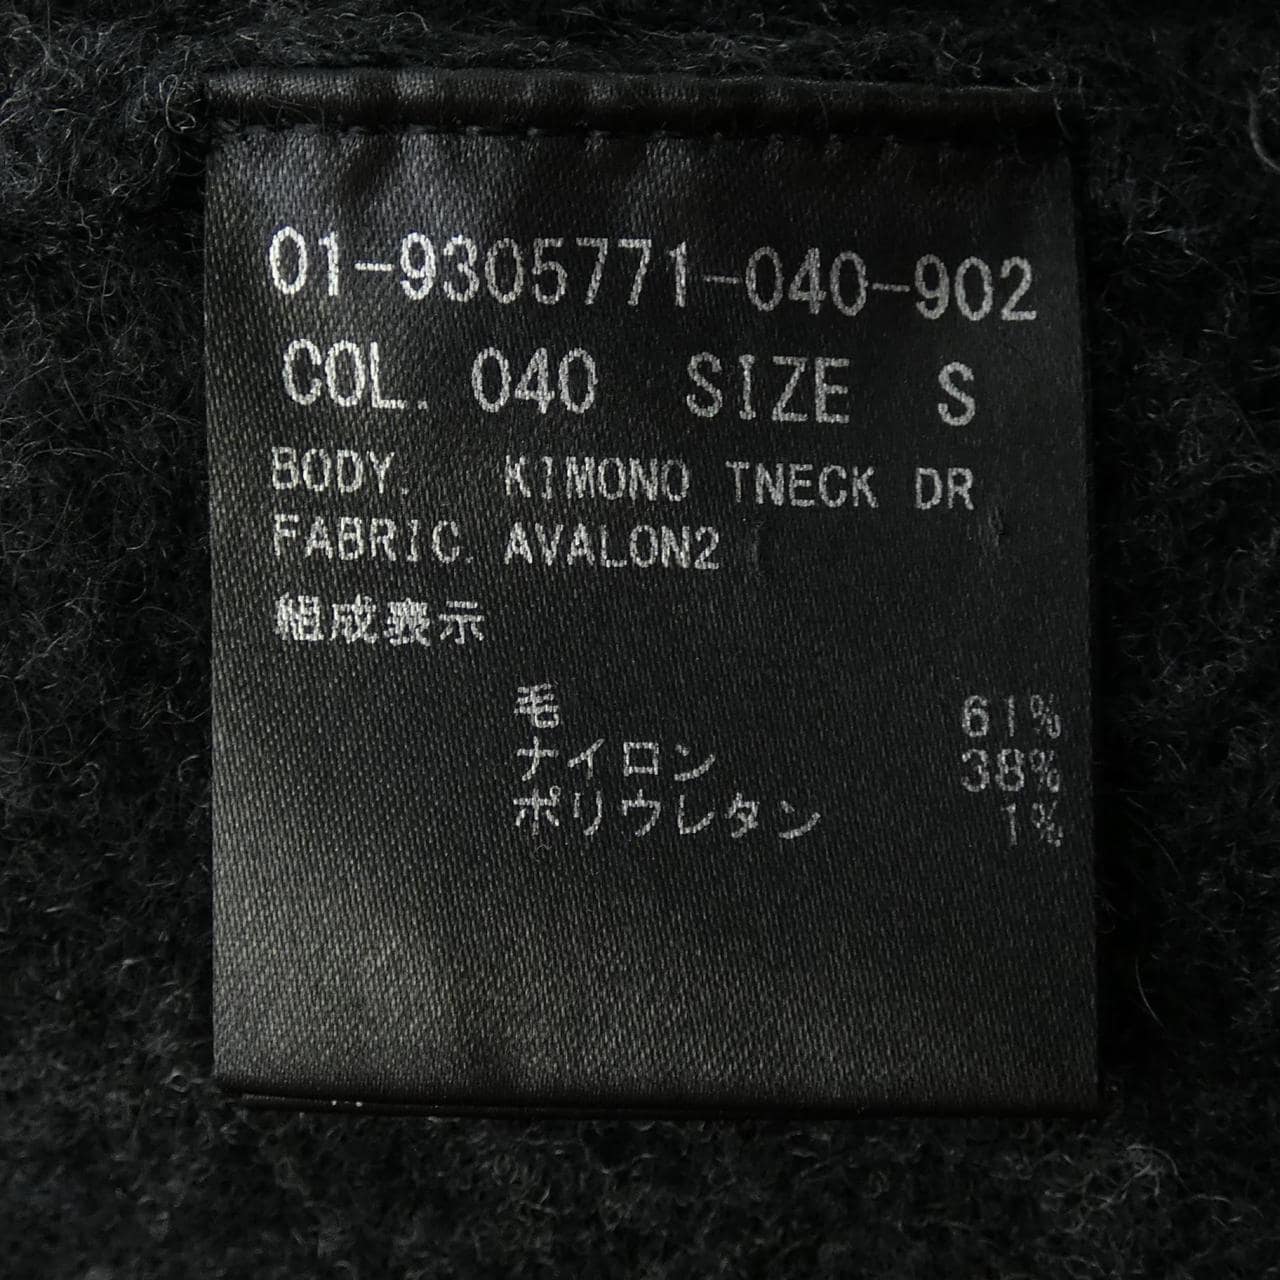 01-9305771-040-902
COL. 040 SIZE S
BODY. KIMONO TNECK DR
FABRIC. AVALON2
組成表示
毛 61%
ナイロン 38%
ポリウレタン 1%